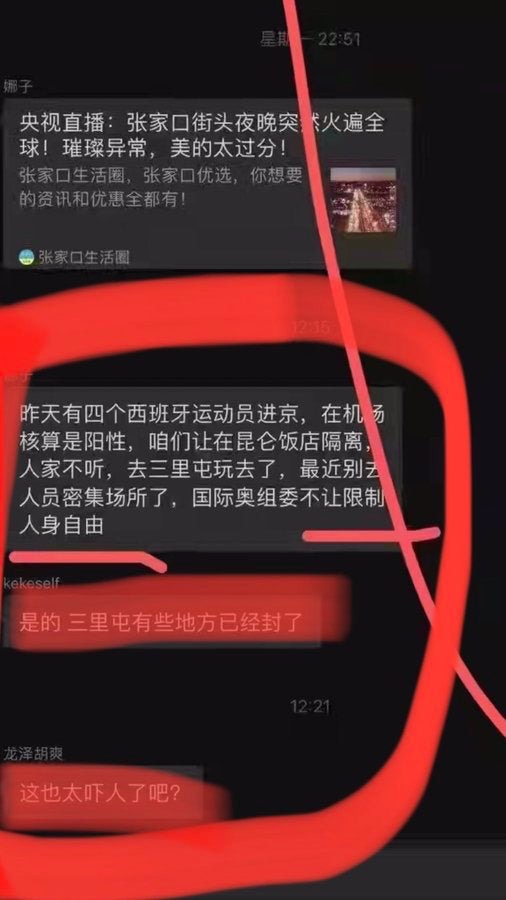 星期一 22:51
娜子
央视直播：张家口街头夜晚突然火遍全
球！璀璨异常，美的太过分！
张家口生活圈，张家口优选，你想要
的资讯和优惠全都有！
张家口生活圈
12:15
昨天有四个西班牙运动员进京，在机场
核算是阳性，咱们让在昆仑饭店隔离，
人家不听，去三里屯玩去了，最近别去
人员密集场所了，国际奥组委不让限制
人身自由
kekeself
是的 三里屯有些地方已经封了
12:21
龙泽胡爽
这也太吓人了吧？